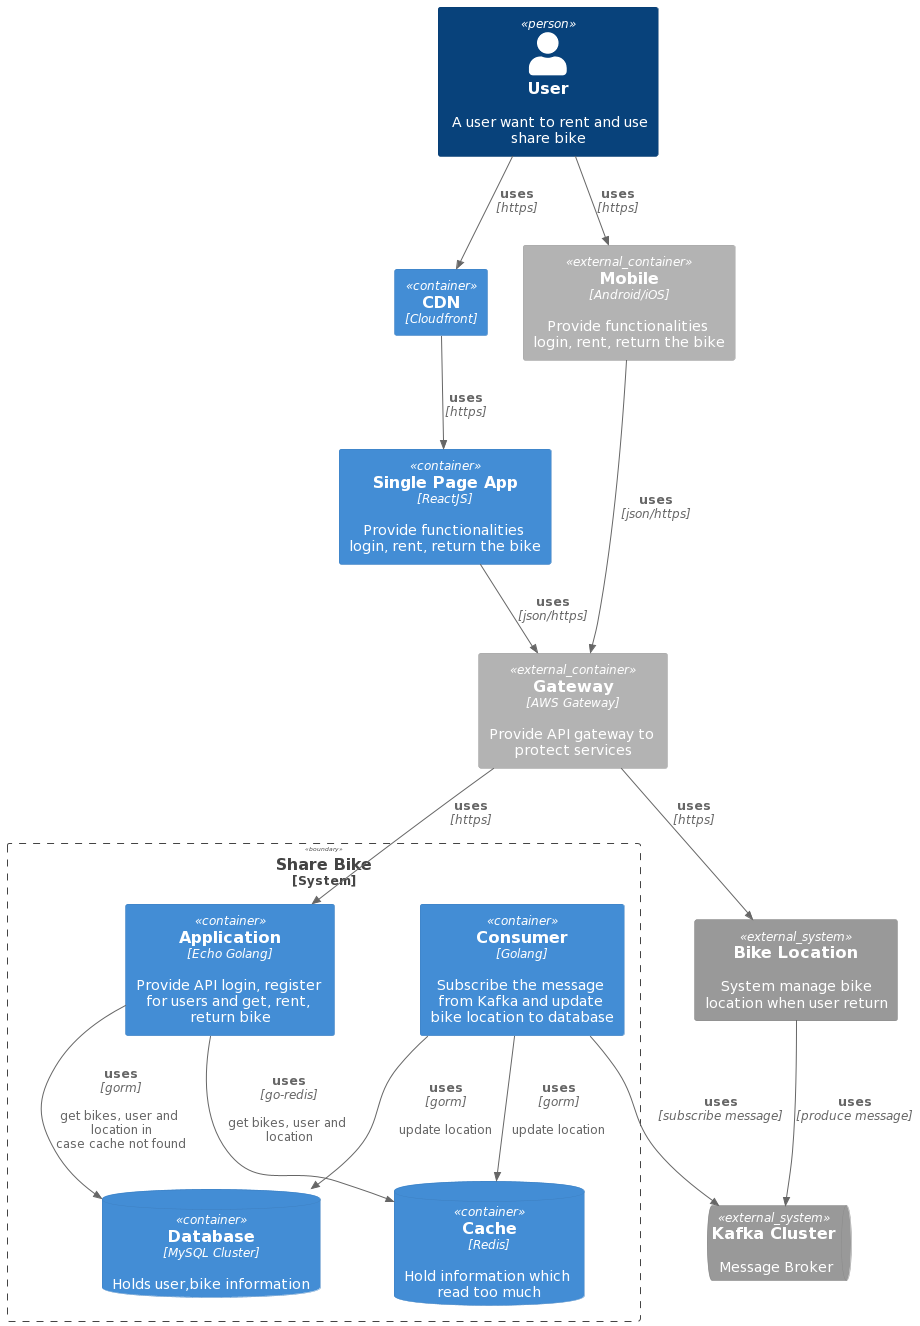 «person»
User
A user want to rent and use
share bike
uses
[https]
uses
[https]
«container»
CDN
[Cloudfront]
«external_container»
Mobile
[Android/iOS]
Provide functionalities
login, rent, return the bike
uses
[https]
«container»
Single Page App
[ReactJS]
Provide functionalities
login, rent, return the bike
uses
[json/https]
uses
[json/https]
«external_container»
Gateway
[AWS Gateway]
Provide API gateway to
protect services
uses
[https]
uses
[https]
«boundary»
Share Bike
[System]
«container»
Application
[Echo Golang]
Provide API login, register
for users and get, rent,
return bike
«container»
Consumer
[Golang]
Subscribe the message
from Kafka and update
bike location to database
«external_system»
Bike Location
System manage bike
location when user return
uses
[gorm]
get bikes, user and
location in
case cache not found
uses
[go-redis]
get bikes, user and
location
uses
[gorm]
update location
uses
[gorm]
update location
uses
[subscribe message]
uses
[produce message]
«container»
Database
[MySQL Cluster]
Holds user,bike information
«container»
Cache
[Redis]
Hold information which
read too much
«external_system»
Kafka Cluster
Message Broker